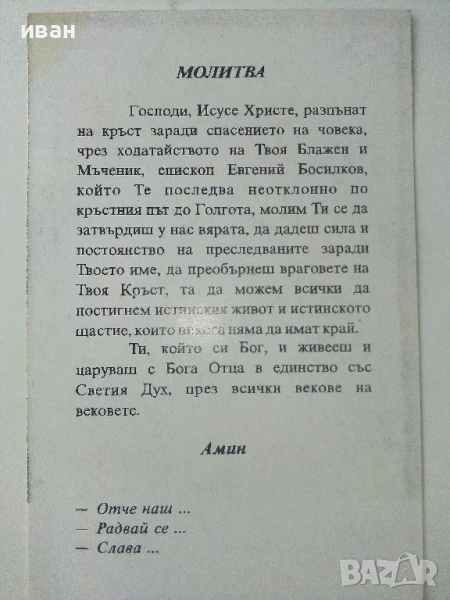 иван
МОЛИТВА
Господи, Исусе Христе, разпънат
на кръст заради спасението на човека,
чрез ходатайството на Твоя Блажен и
Мъченик, епископ Евгений Босилков,
който Те последва неотклонно по
кръстния път до Голгота, молим Ти се да
затвърдиш у нас вярата, да дадеш сила и
постоянство на преследваните заради
Твоето име, да преобърнеш враговете на
Твоя Кръст, та да можем всички да
постигнем истинския живот и истинското
щастие, които никога няма да имат край.
Ти, който си Бог, и живееш и
царуваш с Бога Отца в единство със
Светия Дух, през всички векове на
вековете.
Амин
– Отче наш ...
– Радвай се ...
– Слава ...
BAZAR